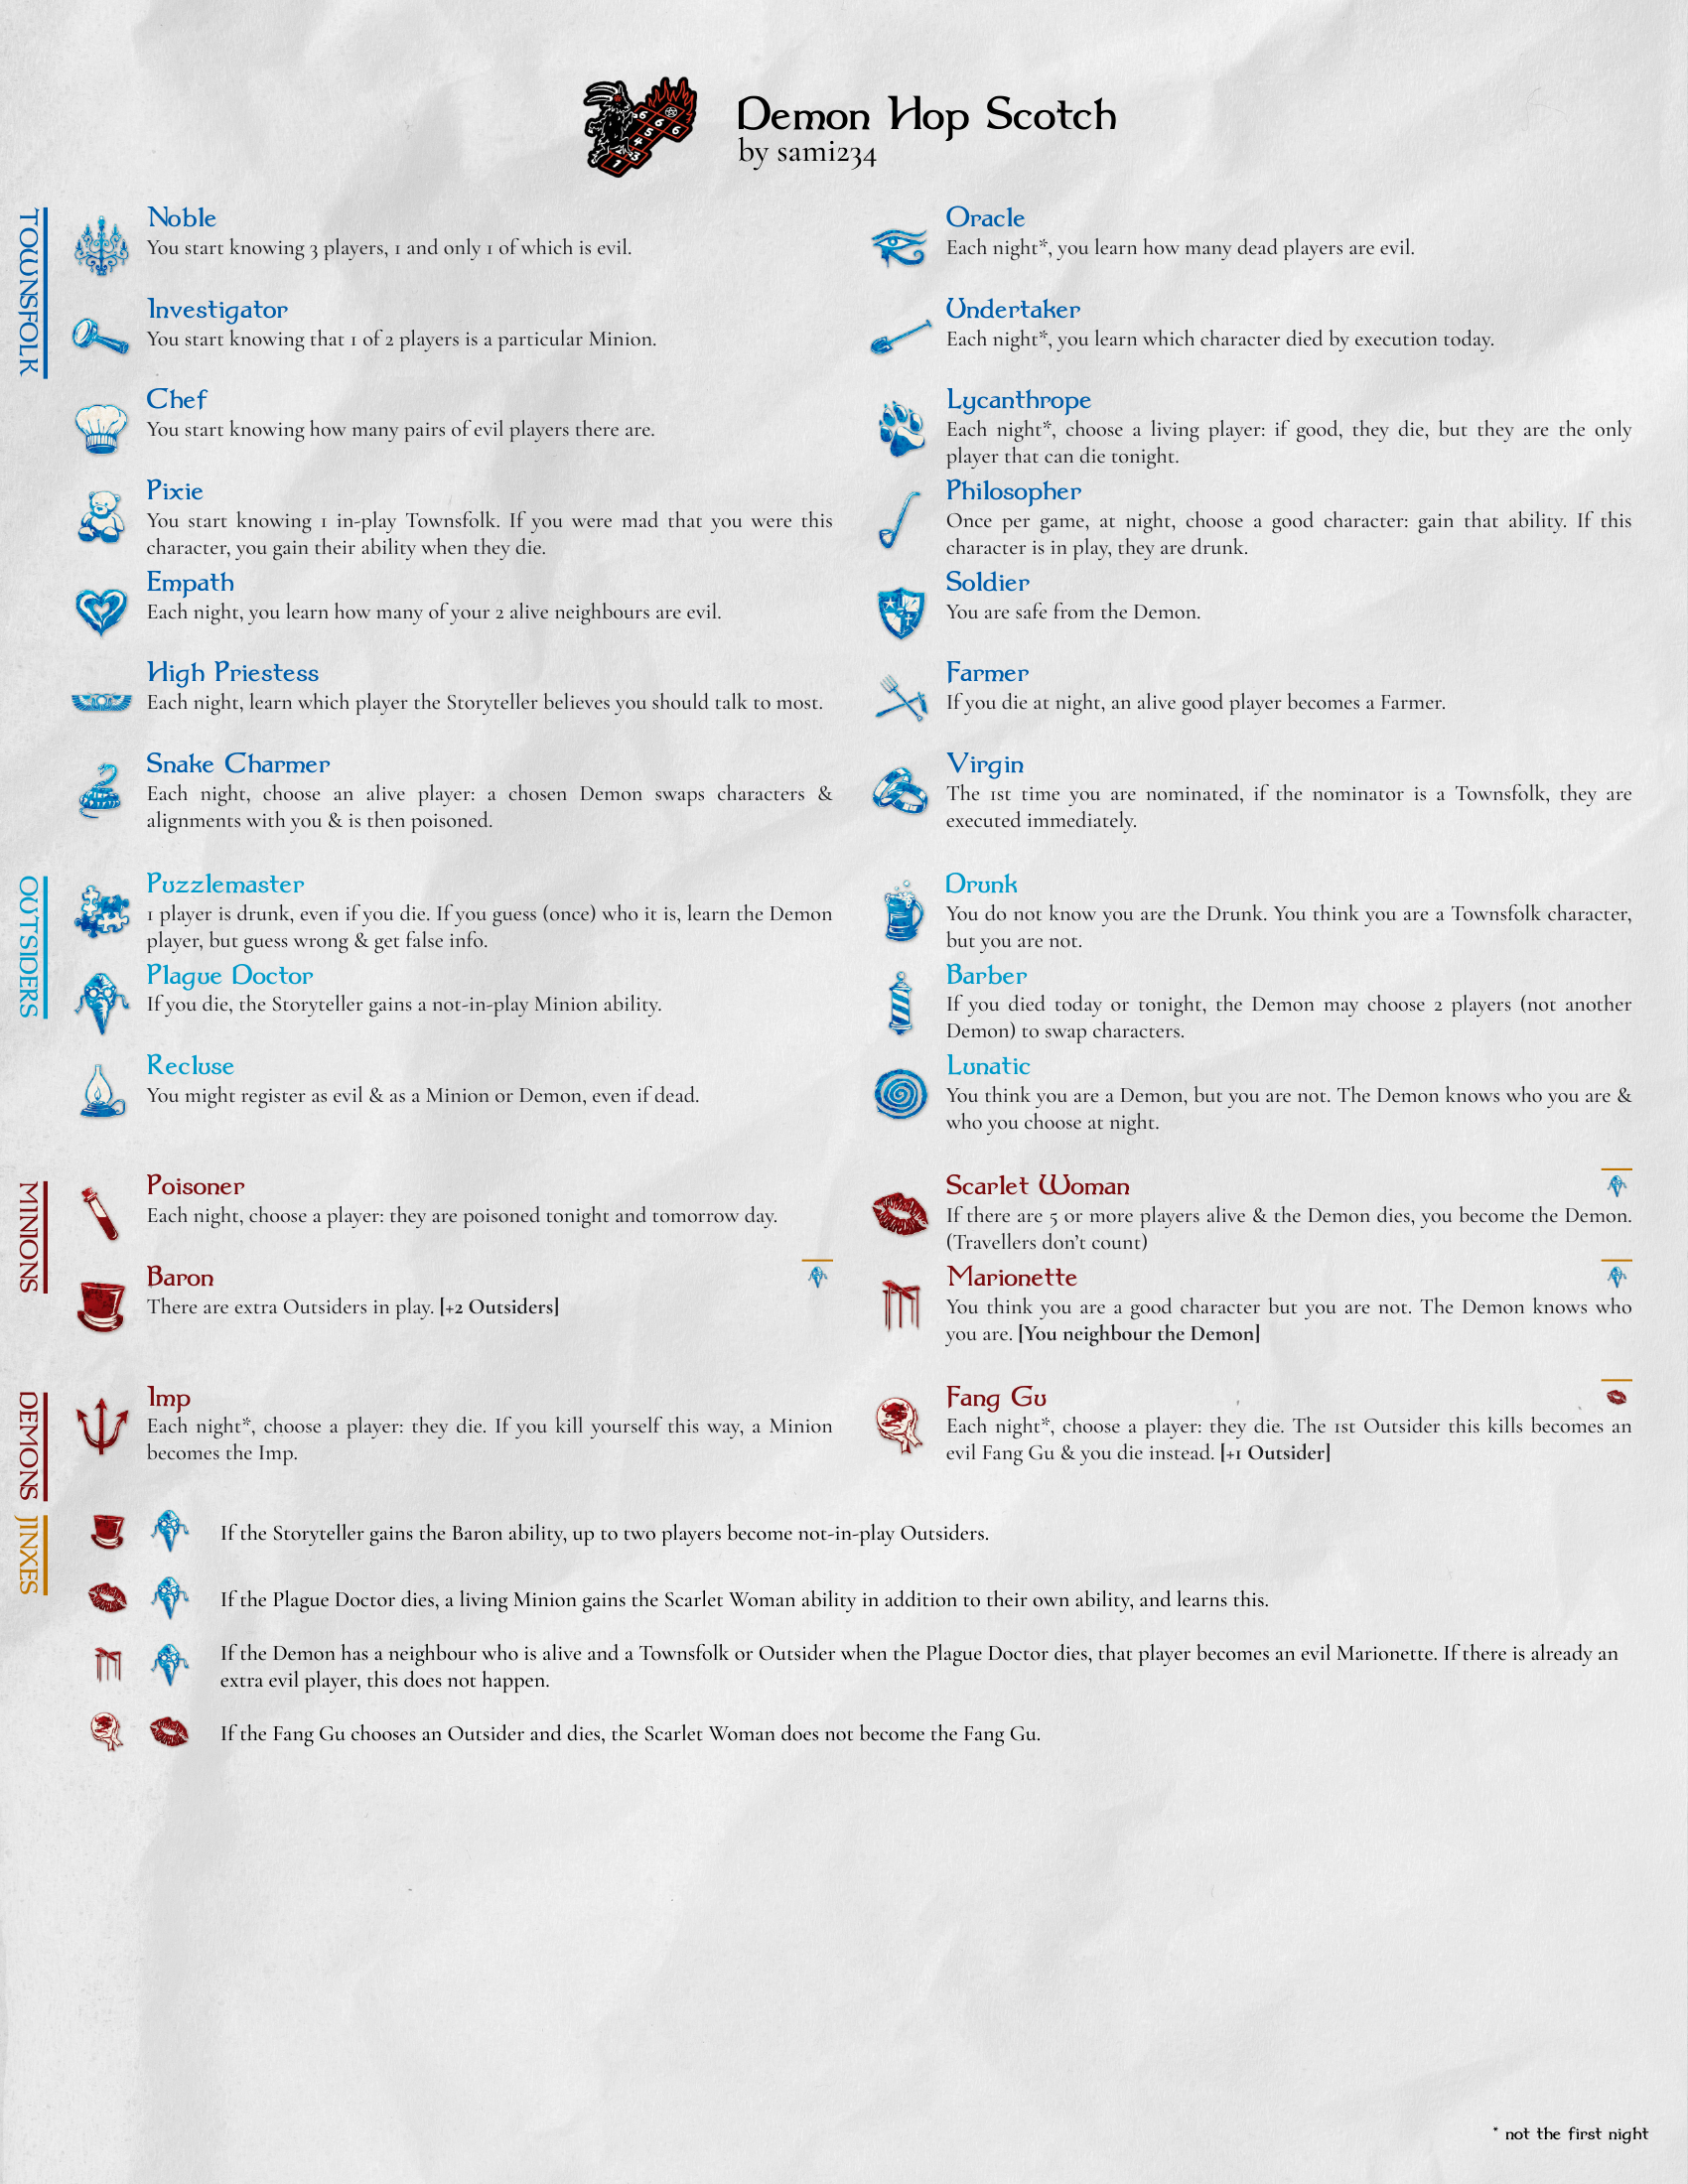 Demon Hop Scotch
by sami234
TOWNSFOLK
Noble
You start knowing 3 players, 1 and only 1 of which is evil.
Investigator
You start knowing that 1 of 2 players is a particular Minion.
Chef
You start knowing how many pairs of evil players there are.
Pixie
You start knowing 1 in-play Townsfolk. If you were mad that you were this
character, you gain their ability when they die.
Empath
Each night, you learn how many of your 2 alive neighbours are evil.
High Priestess
Each night, learn which player the Storyteller believes you should talk to most.
Snake Charmer
Each night, choose an alive player: a chosen Demon swaps characters &
alignments with you & is then poisoned.
Oracle
Each night*, you learn how many dead players are evil.
Undertaker
Each night*, you learn which character died by execution today.
Lycanthrope
Each night*, choose a living player: if good, they die, but they are the only
player that can die tonight.
Philosopher
Once per game, at night, choose a good character: gain that ability. If this
character is in play, they are drunk.
Soldier
You are safe from the Demon.
Farmer
If you die at night, an alive good player becomes a Farmer.
Virgin
The 1st time you are nominated, if the nominator is a Townsfolk, they are
executed immediately.
OUTSIDERS
Puzzlemaster
1 player is drunk, even if you die. If you guess (once) who it is, learn the Demon
player, but guess wrong & get false info.
Plague Doctor
If you die, the Storyteller gains a not-in-play Minion ability.
Recluse
You might register as evil & as a Minion or Demon, even if dead.
Drunk
You do not know you are the Drunk. You think you are a Townsfolk character,
but you are not.
Barber
If you died today or tonight, the Demon may choose 2 players (not another
Demon) to swap characters.
Lunatic
You think you are a Demon, but you are not. The Demon knows who you are &
who you choose at night.
MINIONS
Poisoner
Each night, choose a player: they are poisoned tonight and tomorrow day.
Baron
There are extra Outsiders in play. [+2 Outsiders]
Scarlet Woman
If there are 5 or more players alive & the Demon dies, you become the Demon.
(Travellers don't count)
Marionette
You think you are a good character but you are not. The Demon knows who
you are. [You neighbour the Demon]
DEMONS
Imp
Each night*, choose a player: they die. If you kill yourself this way, a Minion
becomes the Imp.
Fang Gu
Each night*, choose a player: they die. The 1st Outsider this kills becomes an
evil Fang Gu & you die instead. [+1 Outsider]
JINXES
If the Storyteller gains the Baron ability, up to two players become not-in-play Outsiders.
If the Plague Doctor dies, a living Minion gains the Scarlet Woman ability in addition to their own ability, and learns this.
If the Demon has a neighbour who is alive and a Townsfolk or Outsider when the Plague Doctor dies, that player becomes an evil Marionette. If there is already an
extra evil player, this does not happen.
If the Fang Gu chooses an Outsider and dies, the Scarlet Woman does not become the Fang Gu.
* not the first night